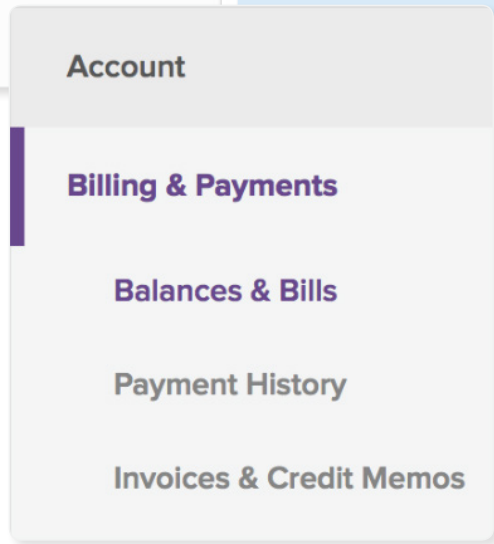 Account
Billing & Payments
Balances & Bills
Payment History
Invoices & Credit Memos